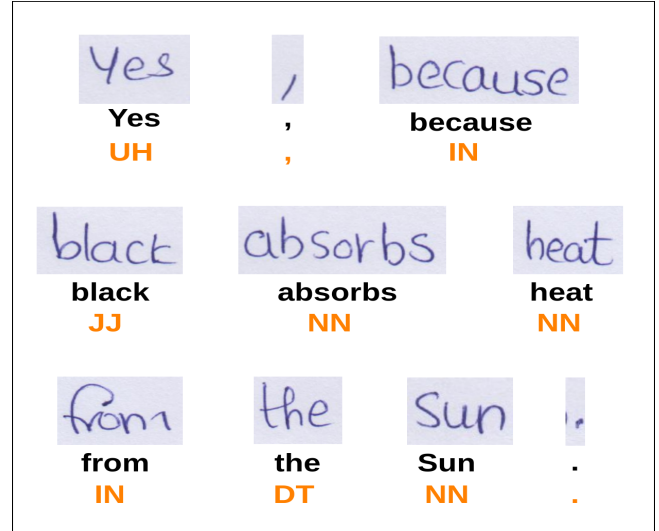 Yes , because
Yes , because
UH , IN
black absorbs heat
black absorbs heat
JJ NN NN
from the Sun .
from the Sun .
IN DT NN .